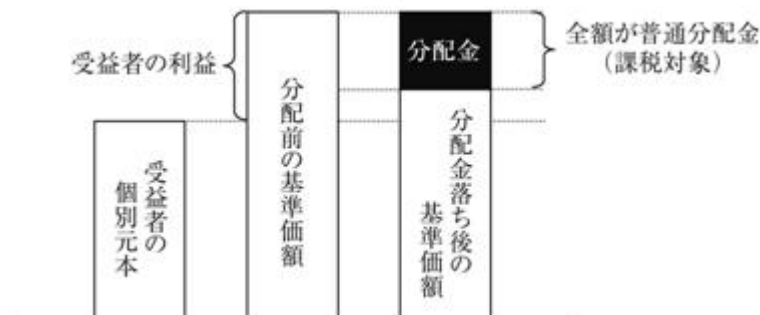 受益者の利益
受益者の
個別元本
分配前の基準価額
分配金
分配金落ち後の
基準価額
全額が普通分配金
（課税対象）